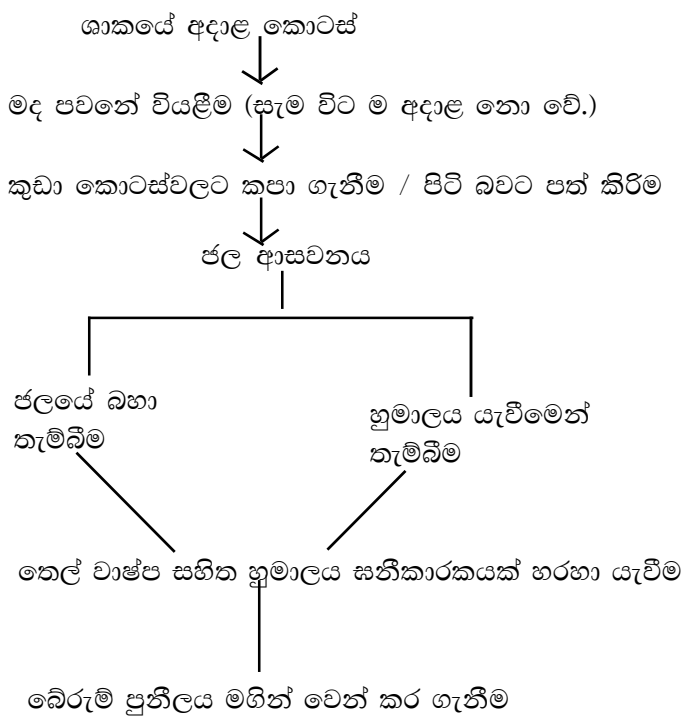 ශාකයේ අදාළ කොටස්
මද පවනේ වියළීම (සැම විට ම අදාළ නො වේ.)
කුඩා කොටස්වලට කපා ගැනීම / පිටි බවට පත් කිරිම
ජල ආසවනය
ජලයේ බහා
තැම්බීම
හුමාලය යැවීමෙන්
තැම්බීම
තෙල් වාෂ්ප සහිත හුමාලය ඝනීකාරකයක් හරහා යැවීම
බේරුම් පුනීලය මගින් වෙන් කර ගැනීම